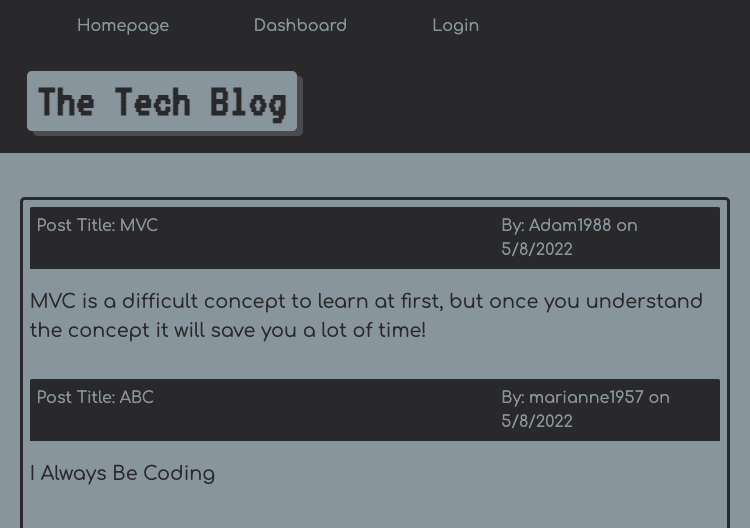 Homepage Dashboard Login
The Tech Blog
Post Title: MVC By: Adam1988 on
5/8/2022
MVC is a difficult concept to learn at first, but once you understand
the concept it will save you a lot of time!
Post Title: ABC By: marianne1957 on
5/8/2022
I Always Be Coding